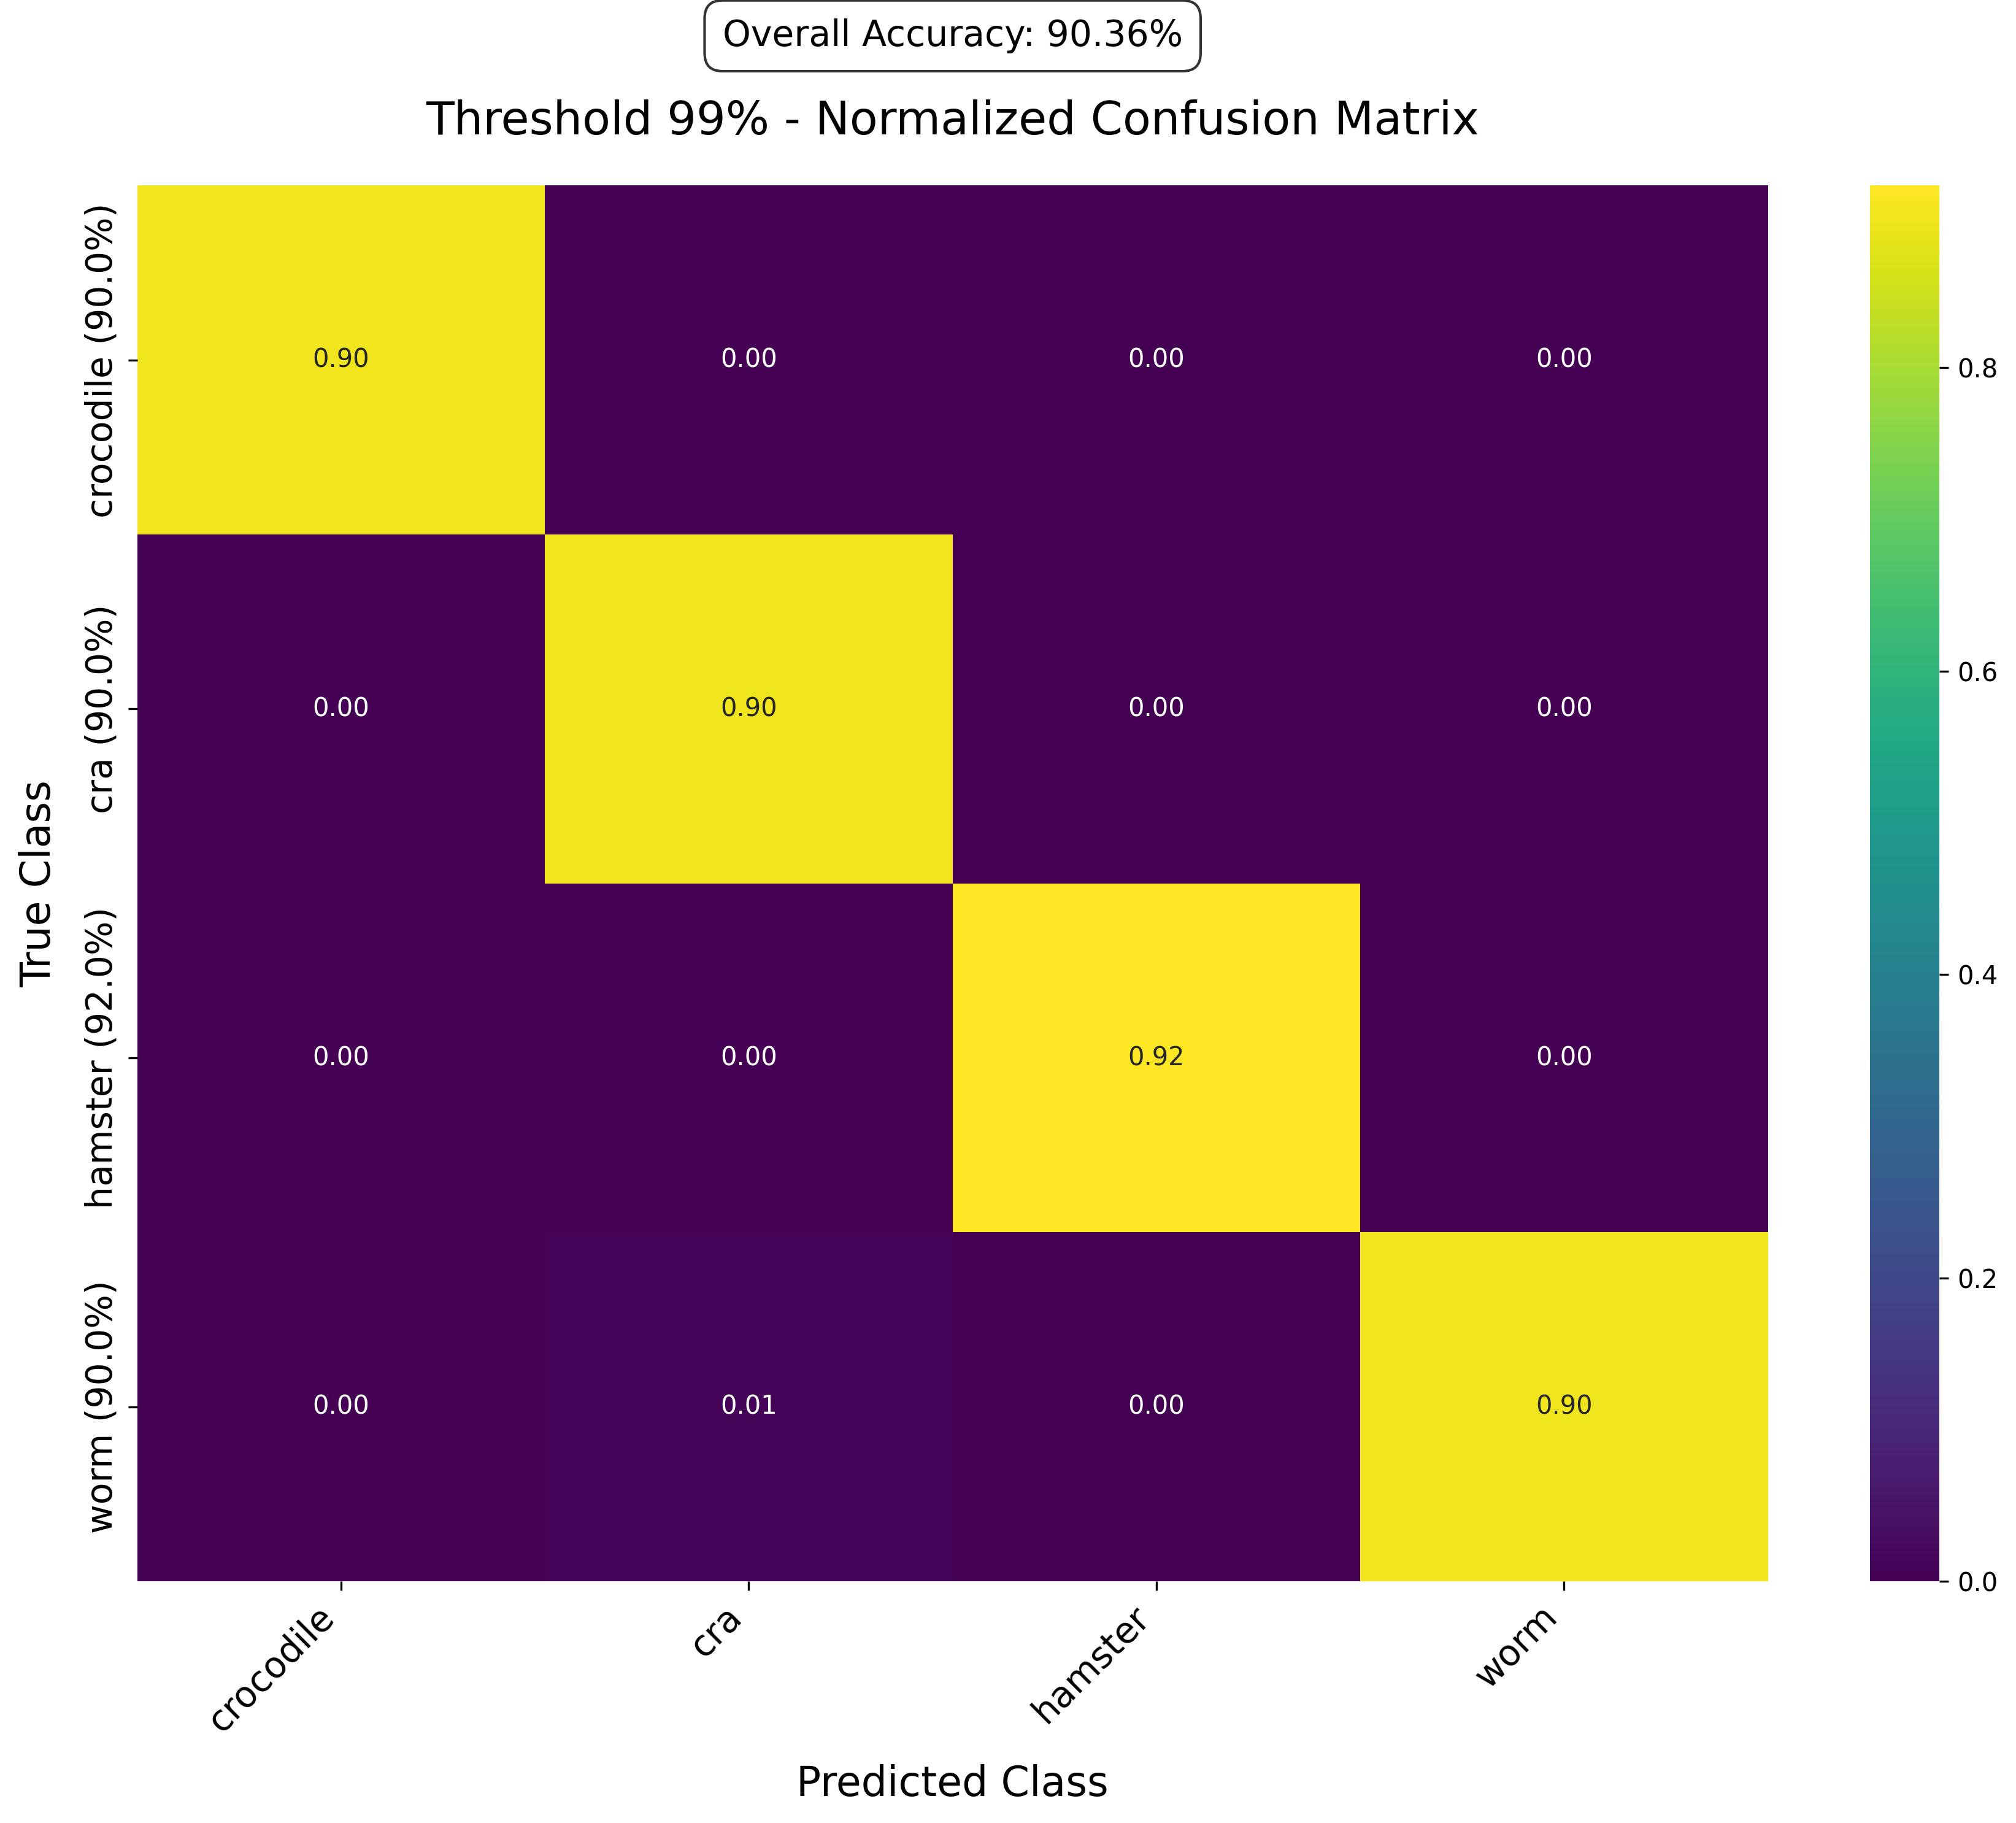 Overall Accuracy: 90.36%
Threshold 99% - Normalized Confusion Matrix
True Class
crocodile (90.0%)
0.90 0.00 0.00 0.00
cra (90.0%)
0.00 0.90 0.00 0.00
hamster (92.0%)
0.00 0.00 0.92 0.00
worm (90.0%)
0.00 0.01 0.00 0.90
crocodile cra hamster worm
Predicted Class
0.8
0.6
0.4
0.2
0.0